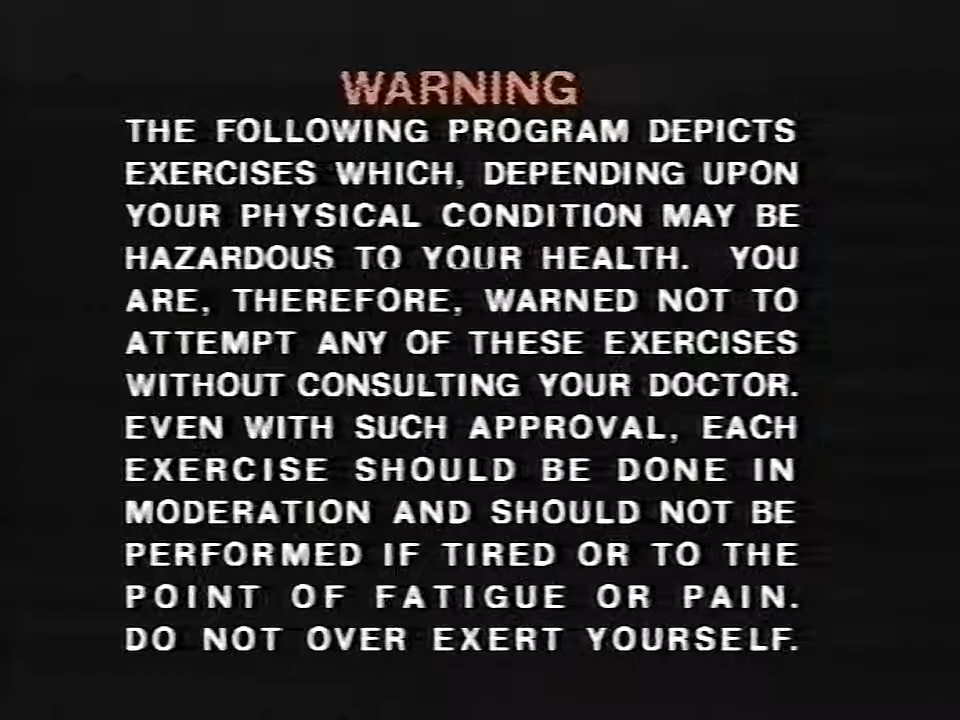 WARNING
THE FOLLOWING PROGRAM DEPICTS
EXERCISES WHICH, DEPENDING UPON
YOUR PHYSICAL CONDITION MAY BE
HAZARDOUS TO YOUR HEALTH. YOU
ARE, THEREFORE, WARNED NOT TO
ATTEMPT ANY OF THESE EXERCISES
WITHOUT CONSULTING YOUR DOCTOR.
EVEN WITH SUCH APPROVAL, EACH
EXERCISE SHOULD BE DONE IN
MODERATION AND SHOULD NOT BE
PERFORMED IF TIRED OR TO THE
POINT OF FATIGUE OR PAIN.
DO NOT OVER EXERT YOURSELF.